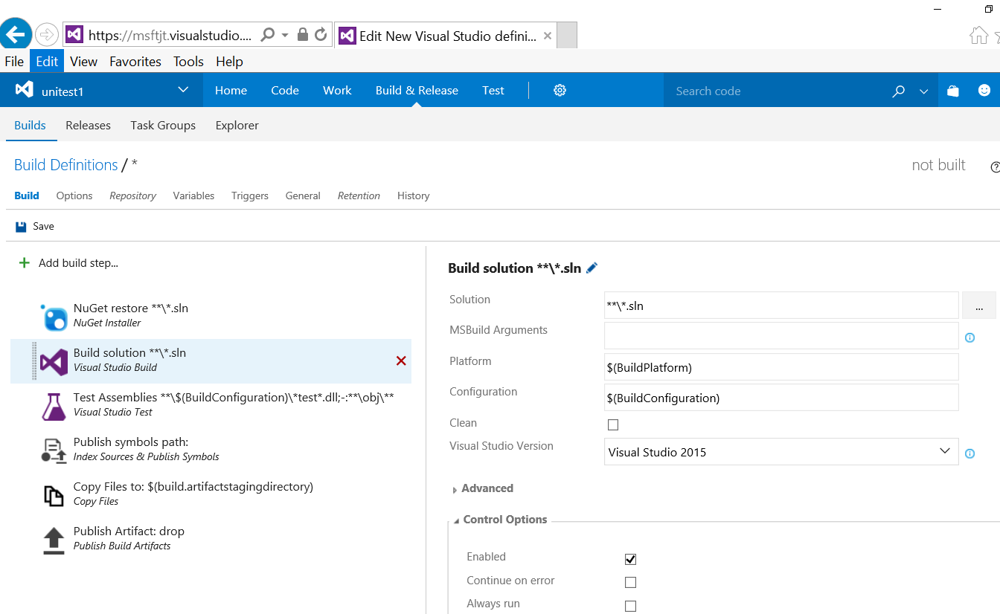 https://msftjt.visualstudio....
Edit New Visual Studio defini...
File Edit View Favorites Tools Help
unitest1
Home Code Work Build & Release Test
Search code
Builds Releases Task Groups Explorer
Build Definitions / *
not built
Build Options Repository Variables Triggers General Retention History
Save
Add build step...
NuGet restore **\*.sln
NuGet Installer
Build solution **\*.sln
Visual Studio Build
Test Assemblies **\$(BuildConfiguration)\*test*.dll;-:**\obj\**
Visual Studio Test
Publish symbols path:
Index Sources & Publish Symbols
Copy Files to: $(build.artifactstagingdirectory)
Copy Files
Publish Artifact: drop
Publish Build Artifacts
Build solution **\*.sln
Solution
**\*.sln
...
MSBuild Arguments
Platform
$(BuildPlatform)
Configuration
$(BuildConfiguration)
Clean
Visual Studio Version
Visual Studio 2015
Advanced
Control Options
Enabled
Continue on error
Always run